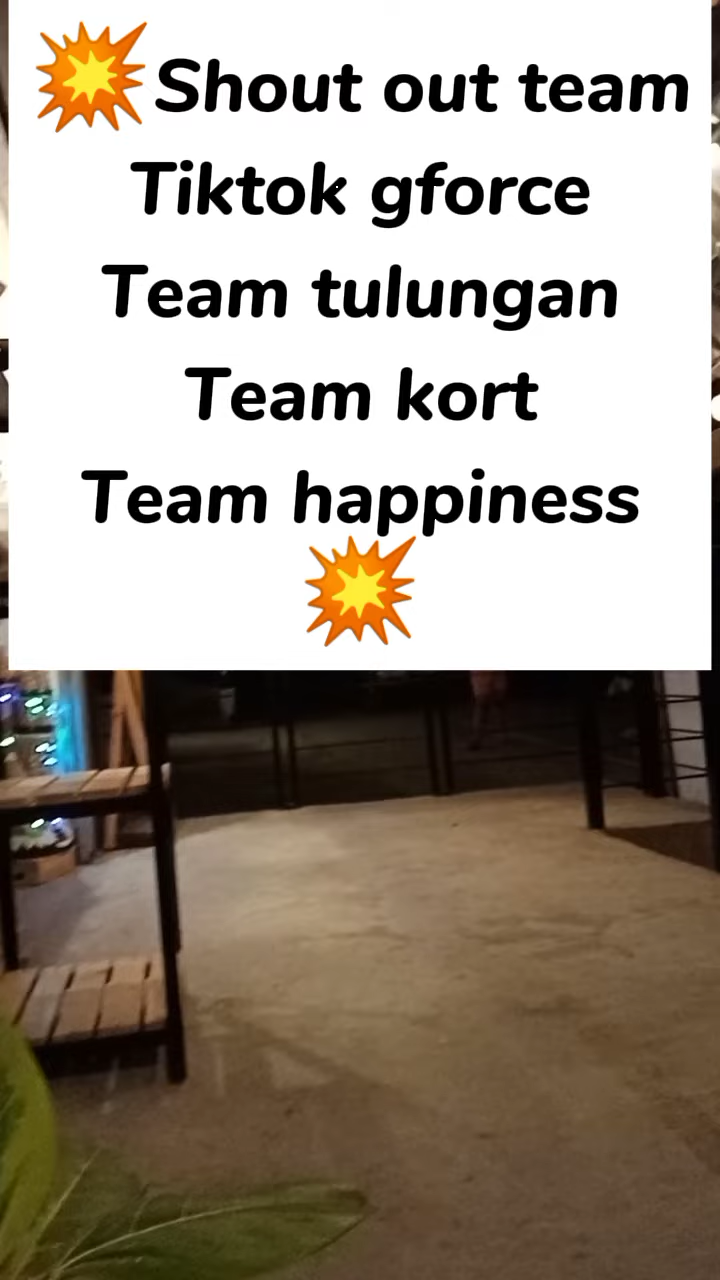 💥Shout out team
Tiktok gforce
Team tulungan
Team kort
Team happiness
💥